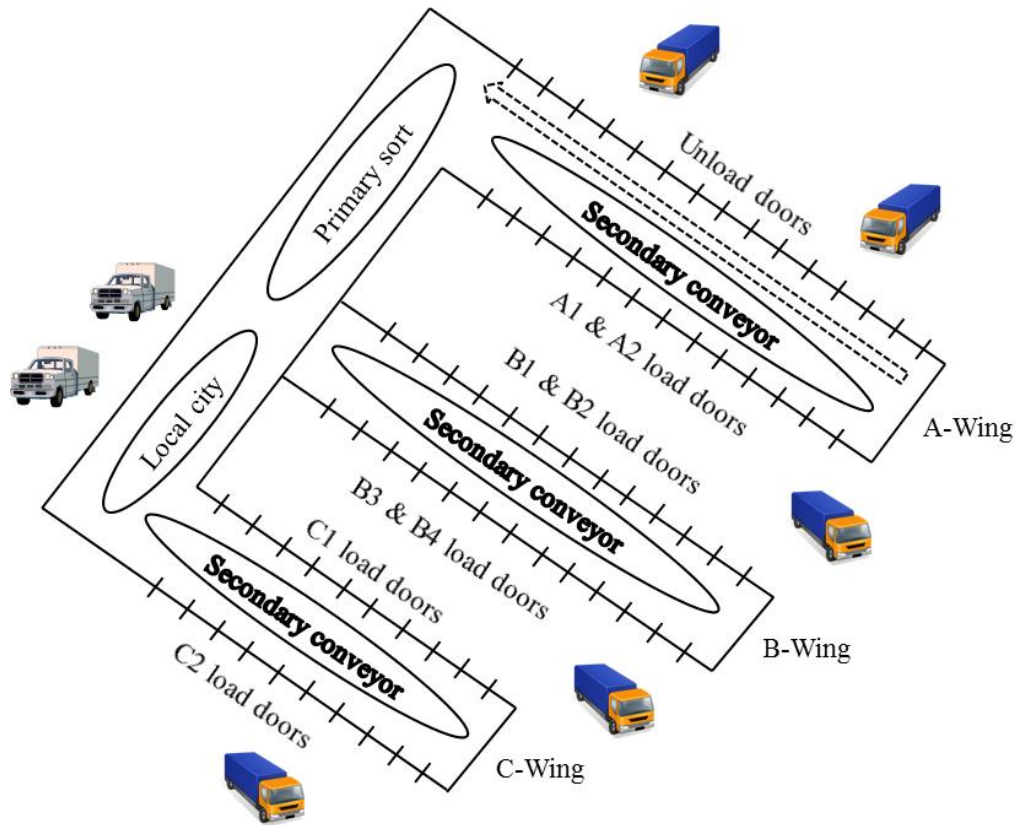 Primary sort
Unload doors
Secondary conveyor
A1 & A2 load doors
A-Wing
Local city
B1 & B2 load doors
Secondary conveyor
B3 & B4 load doors
B-Wing
C1 load doors
Secondary conveyor
C2 load doors
C-Wing